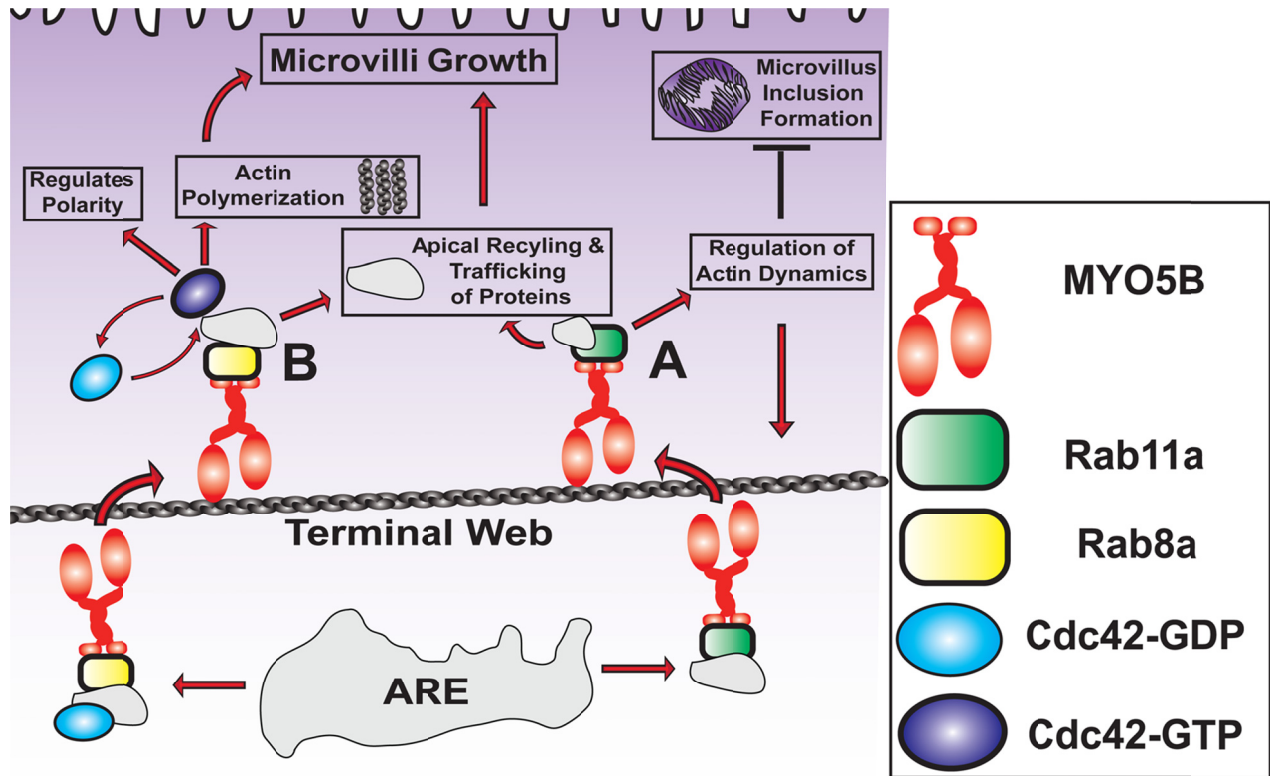 Microvilli Growth
Microvillus
Inclusion
Formation
Regulates
Polarity
Actin
Polymerization
Apical Recyling &
Trafficking
of Proteins
Regulation of
Actin Dynamics
B
A
Terminal Web
ARE
MYO5B
Rab11a
Rab8a
Cdc42-GDP
Cdc42-GTP